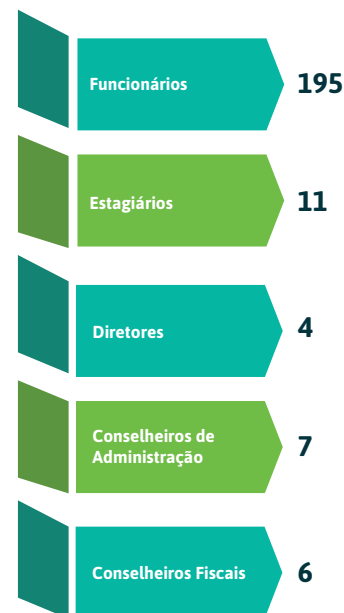 Funcionários 195
Estagiários 11
Diretores 4
Conselheiros de
Administração 7
Conselheiros Fiscais 6